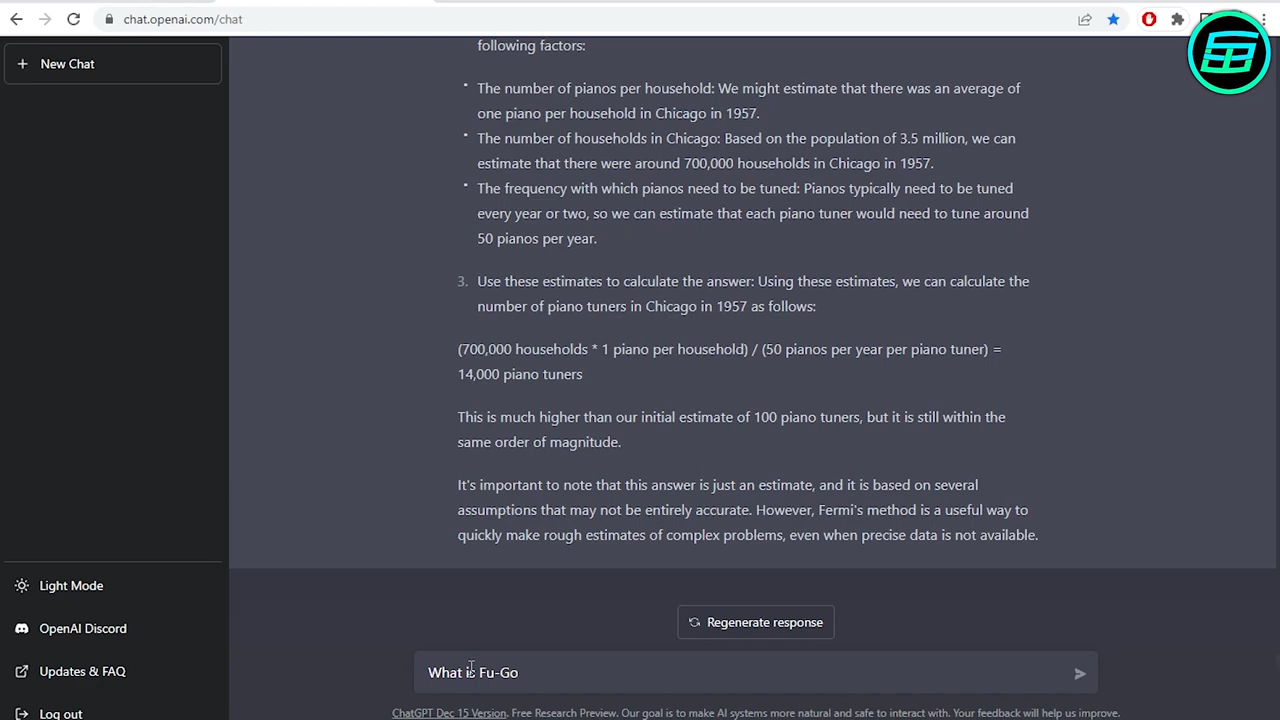 chat.openai.com/chat
New Chat
following factors:
• The number of pianos per household: We might estimate that there was an average of
one piano per household in Chicago in 1957.
• The number of households in Chicago: Based on the population of 3.5 million, we can
estimate that there were around 700,000 households in Chicago in 1957.
• The frequency with which pianos need to be tuned: Pianos typically need to be tuned
every year or two, so we can estimate that each piano tuner would need to tune around
50 pianos per year.
3. Use these estimates to calculate the answer: Using these estimates, we can calculate the
number of piano tuners in Chicago in 1957 as follows:
(700,000 households * 1 piano per household) / (50 pianos per year per piano tuner) =
14,000 piano tuners
This is much higher than our initial estimate of 100 piano tuners, but it is still within the
same order of magnitude.
It's important to note that this answer is just an estimate, and it is based on several
assumptions that may not be entirely accurate. However, Fermi's method is a useful way to
quickly make rough estimates of complex problems, even when precise data is not available.
Light Mode
OpenAI Discord
Updates & FAQ
Log out
Regenerate response
What is Fu-Go
ChatGPT Dec 15 Version. Free Research Preview. Our goal is to make AI systems more natural and safe to interact with. Your feedback will help us improve.